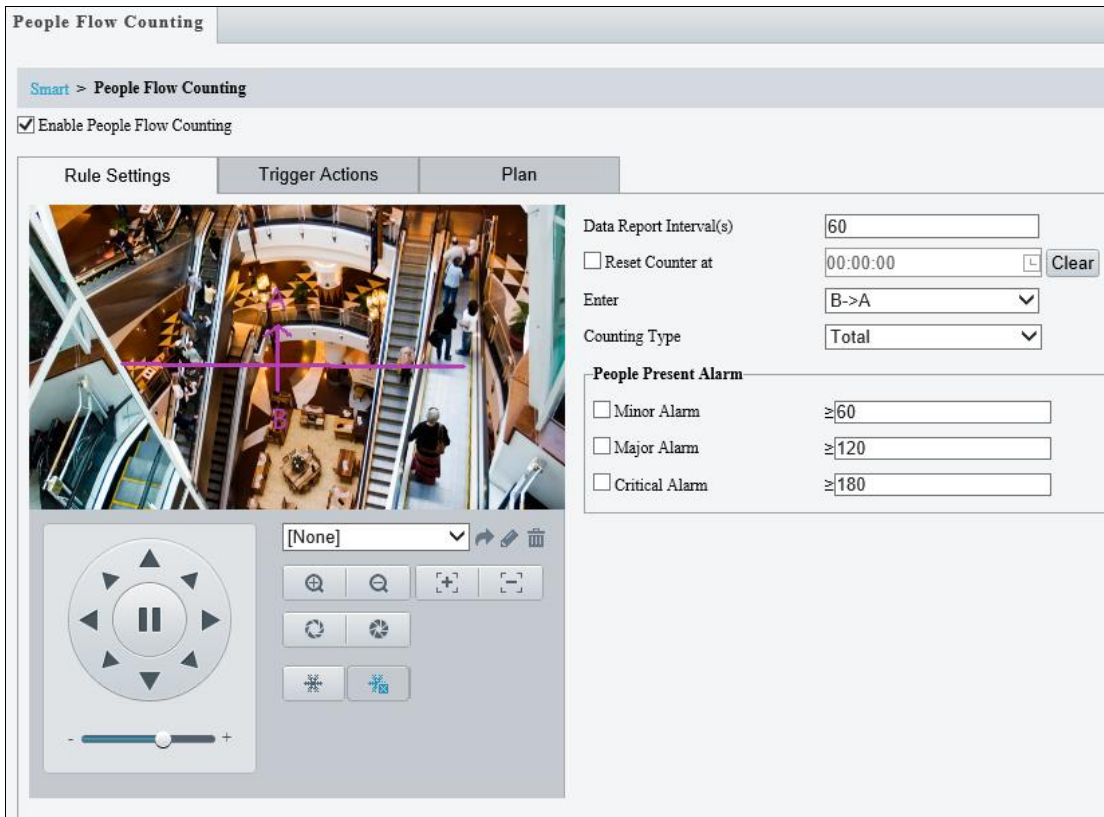 People Flow Counting
Smart > People Flow Counting
Enable People Flow Counting
Rule Settings Trigger Actions Plan
Data Report Interval(s) 60
Reset Counter at 00:00:00 Clear
Enter B->A
Counting Type Total
People Present Alarm
Minor Alarm ≥60
Major Alarm ≥120
Critical Alarm ≥180
A
B
[None]
- +